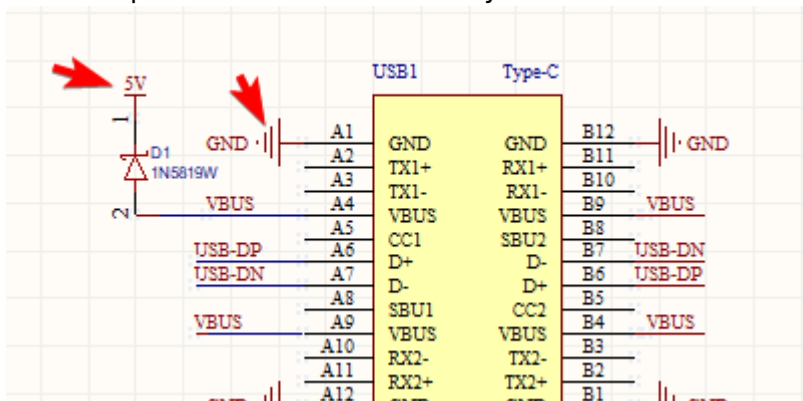 USB1 Type-C
5V
1
D1
1N5819W
2
GND A1 GND GND B12 GND
A2 TX1+ RX1+ B11
A3 TX1- RX1- B10
VBUS A4 VBUS VBUS B9 VBUS
A5 CC1 SBU2 B8
USB-DP A6 D+ D- B7 USB-DN
USB-DN A7 D- D+ B6 USB-DP
A8 SBU1 CC2 B5
VBUS A9 VBUS VBUS B4 VBUS
A10 RX2- TX2- B3
A11 RX2+ TX2+ B2
A12 B1